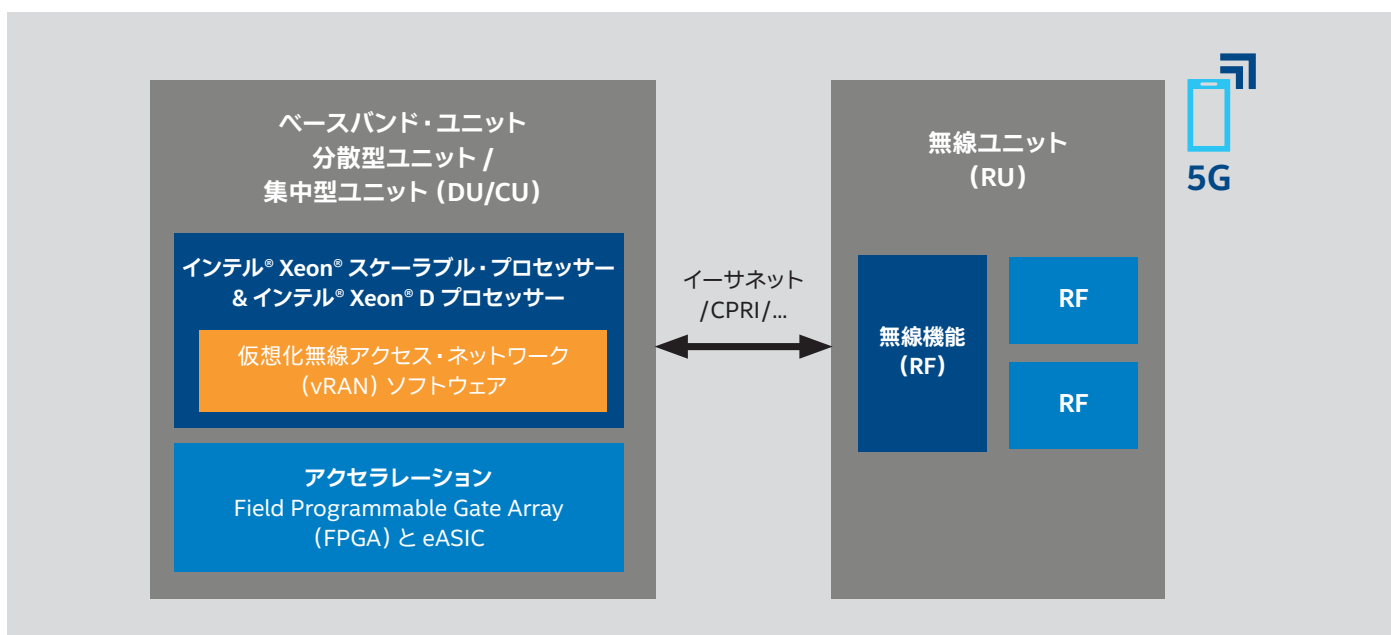 ベースバンド・ユニット
分散型ユニット /
集中型ユニット（DU/CU）
インテル® Xeon® スケーラブル・プロセッサー
& インテル® Xeon® D プロセッサー
仮想化無線アクセス・ネットワーク
（vRAN）ソフトウェア
アクセラレーション
Field Programmable Gate Array
（FPGA）と eASIC
イーサネット
/CPRI/...
無線ユニット
（RU）
無線機能
（RF）
RF
RF
5G